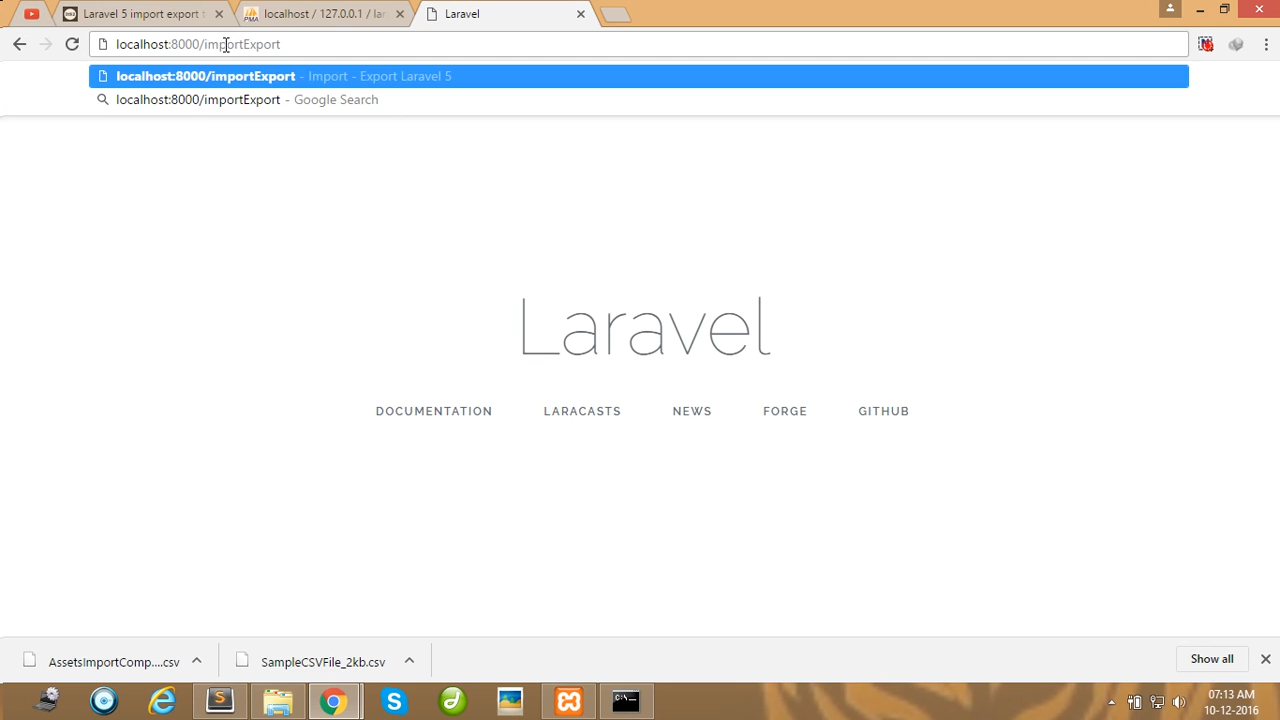 Laravel 5 import export t
localhost / 127.0.0.1 / lar
Laravel
localhost:8000/importExport
localhost:8000/importExport - Import - Export Laravel 5
localhost:8000/importExport - Google Search
Laravel
DOCUMENTATION LARACASTS NEWS FORGE GITHUB
AssetsImportComp....csv
SampleCSVFile_2kb.csv
Show all
07:13 AM
10-12-2016